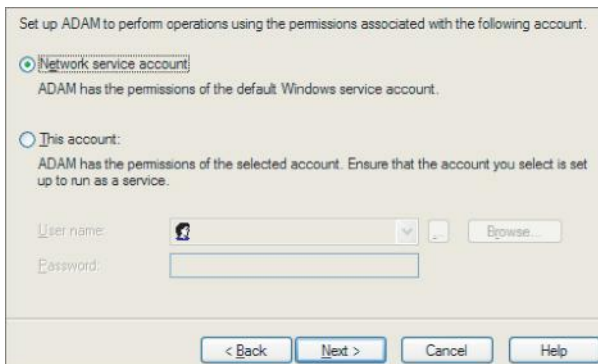 Set up ADAM to perform operations using the permissions associated with the following account.
Network service account
ADAM has the permissions of the default Windows service account.
This account:
ADAM has the permissions of the selected account. Ensure that the account you select is set
up to run as a service.
User name:
... Browse...
Password:
< Back Next > Cancel Help